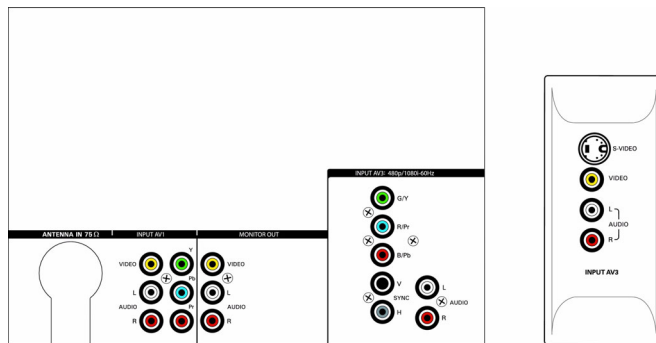 INPUT AV3: 480p/1080i-60Hz
G/Y
R/Pr
B/Pb
V
SYNC
H
L
AUDIO
R
ANTENNA IN 75 Ω
INPUT AV1
MONITOR OUT
Y
VIDEO
VIDEO
Pb
L
L
AUDIO
Pr
AUDIO
R
R
S-VIDEO
VIDEO
L
AUDIO
R
INPUT AV3